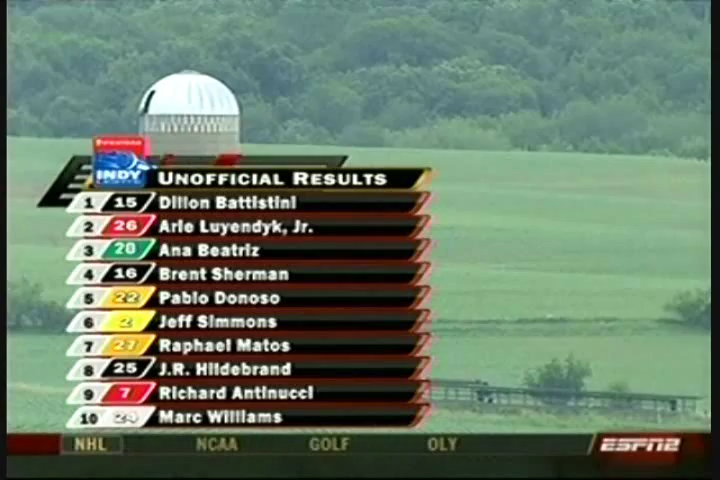 INDY
UNOFFICIAL RESULTS
1 15 Dillon Battistini
2 26 Arie Luyendyk, Jr.
3 20 Ana Beatriz
4 16 Brent Sherman
5 22 Pablo Donoso
6 2 Jeff Simmons
7 27 Raphael Matos
8 25 J.R. Hildebrand
9 7 Richard Antinucci
10 24 Marc Williams
NHL NCAA GOLF OLY ESPN2